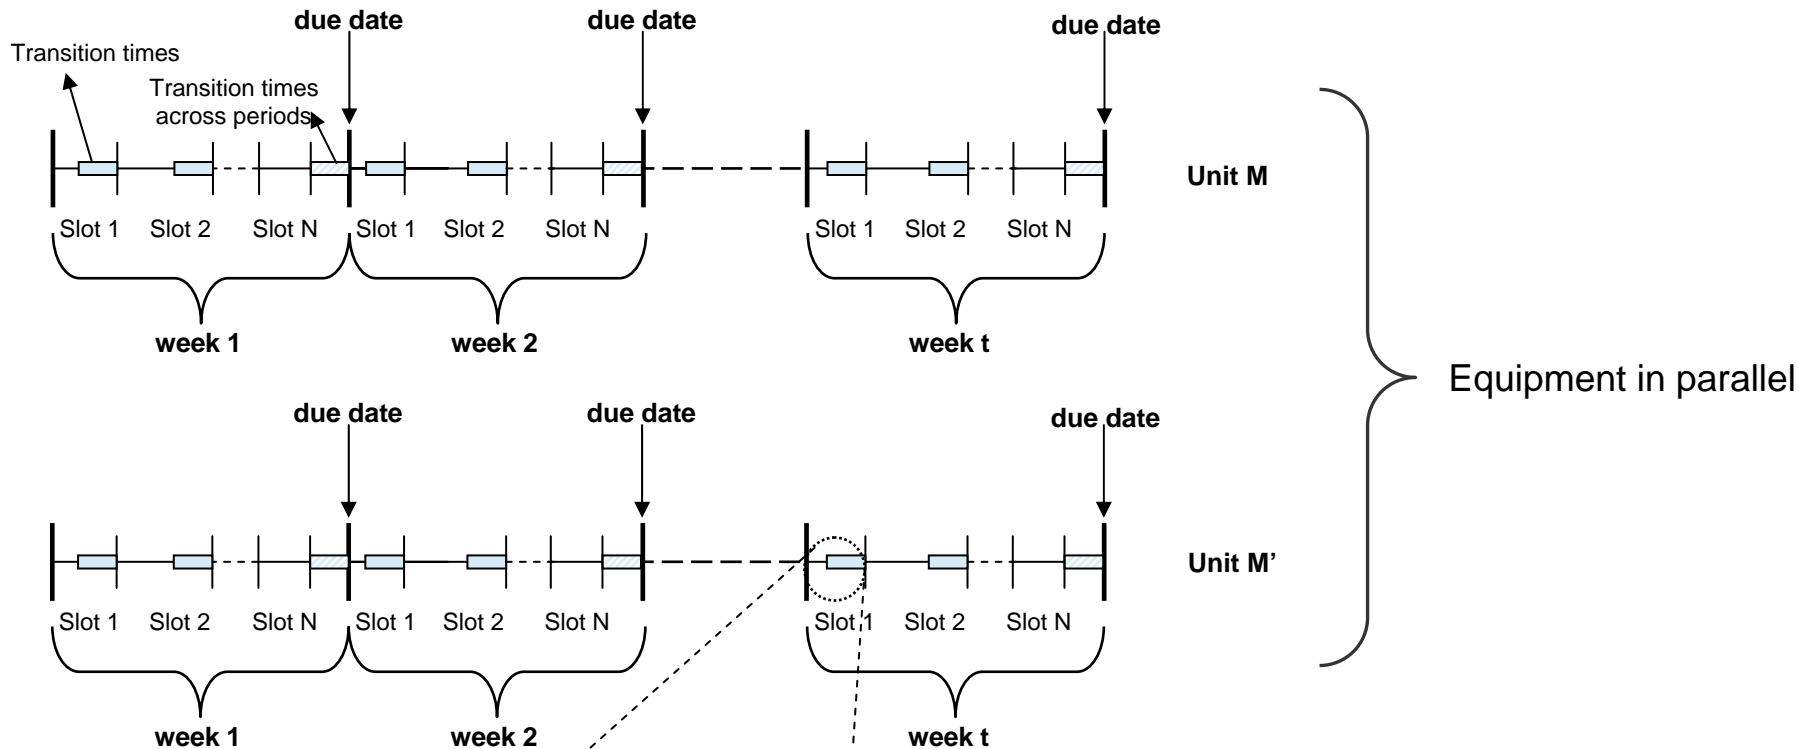 due date
due date
due date
Transition times
Transition times
across periods
Unit M
Slot 1 Slot 2 Slot N Slot 1 Slot 2 Slot N Slot 1 Slot 2 Slot N
week 1 week 2 week t
Equipment in parallel
due date due date due date
Unit M’
Slot 1 Slot 2 Slot N Slot 1 Slot 2 Slot N Slot 1 Slot 2 Slot N
week 1 week 2 week t